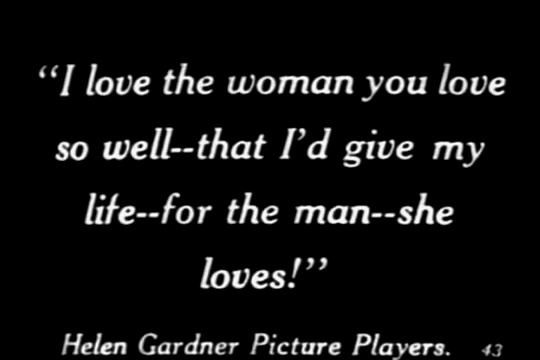 “I love the woman you love
so well--that I’d give my
life--for the man--she
loves!”
Helen Gardner Picture Players. 43